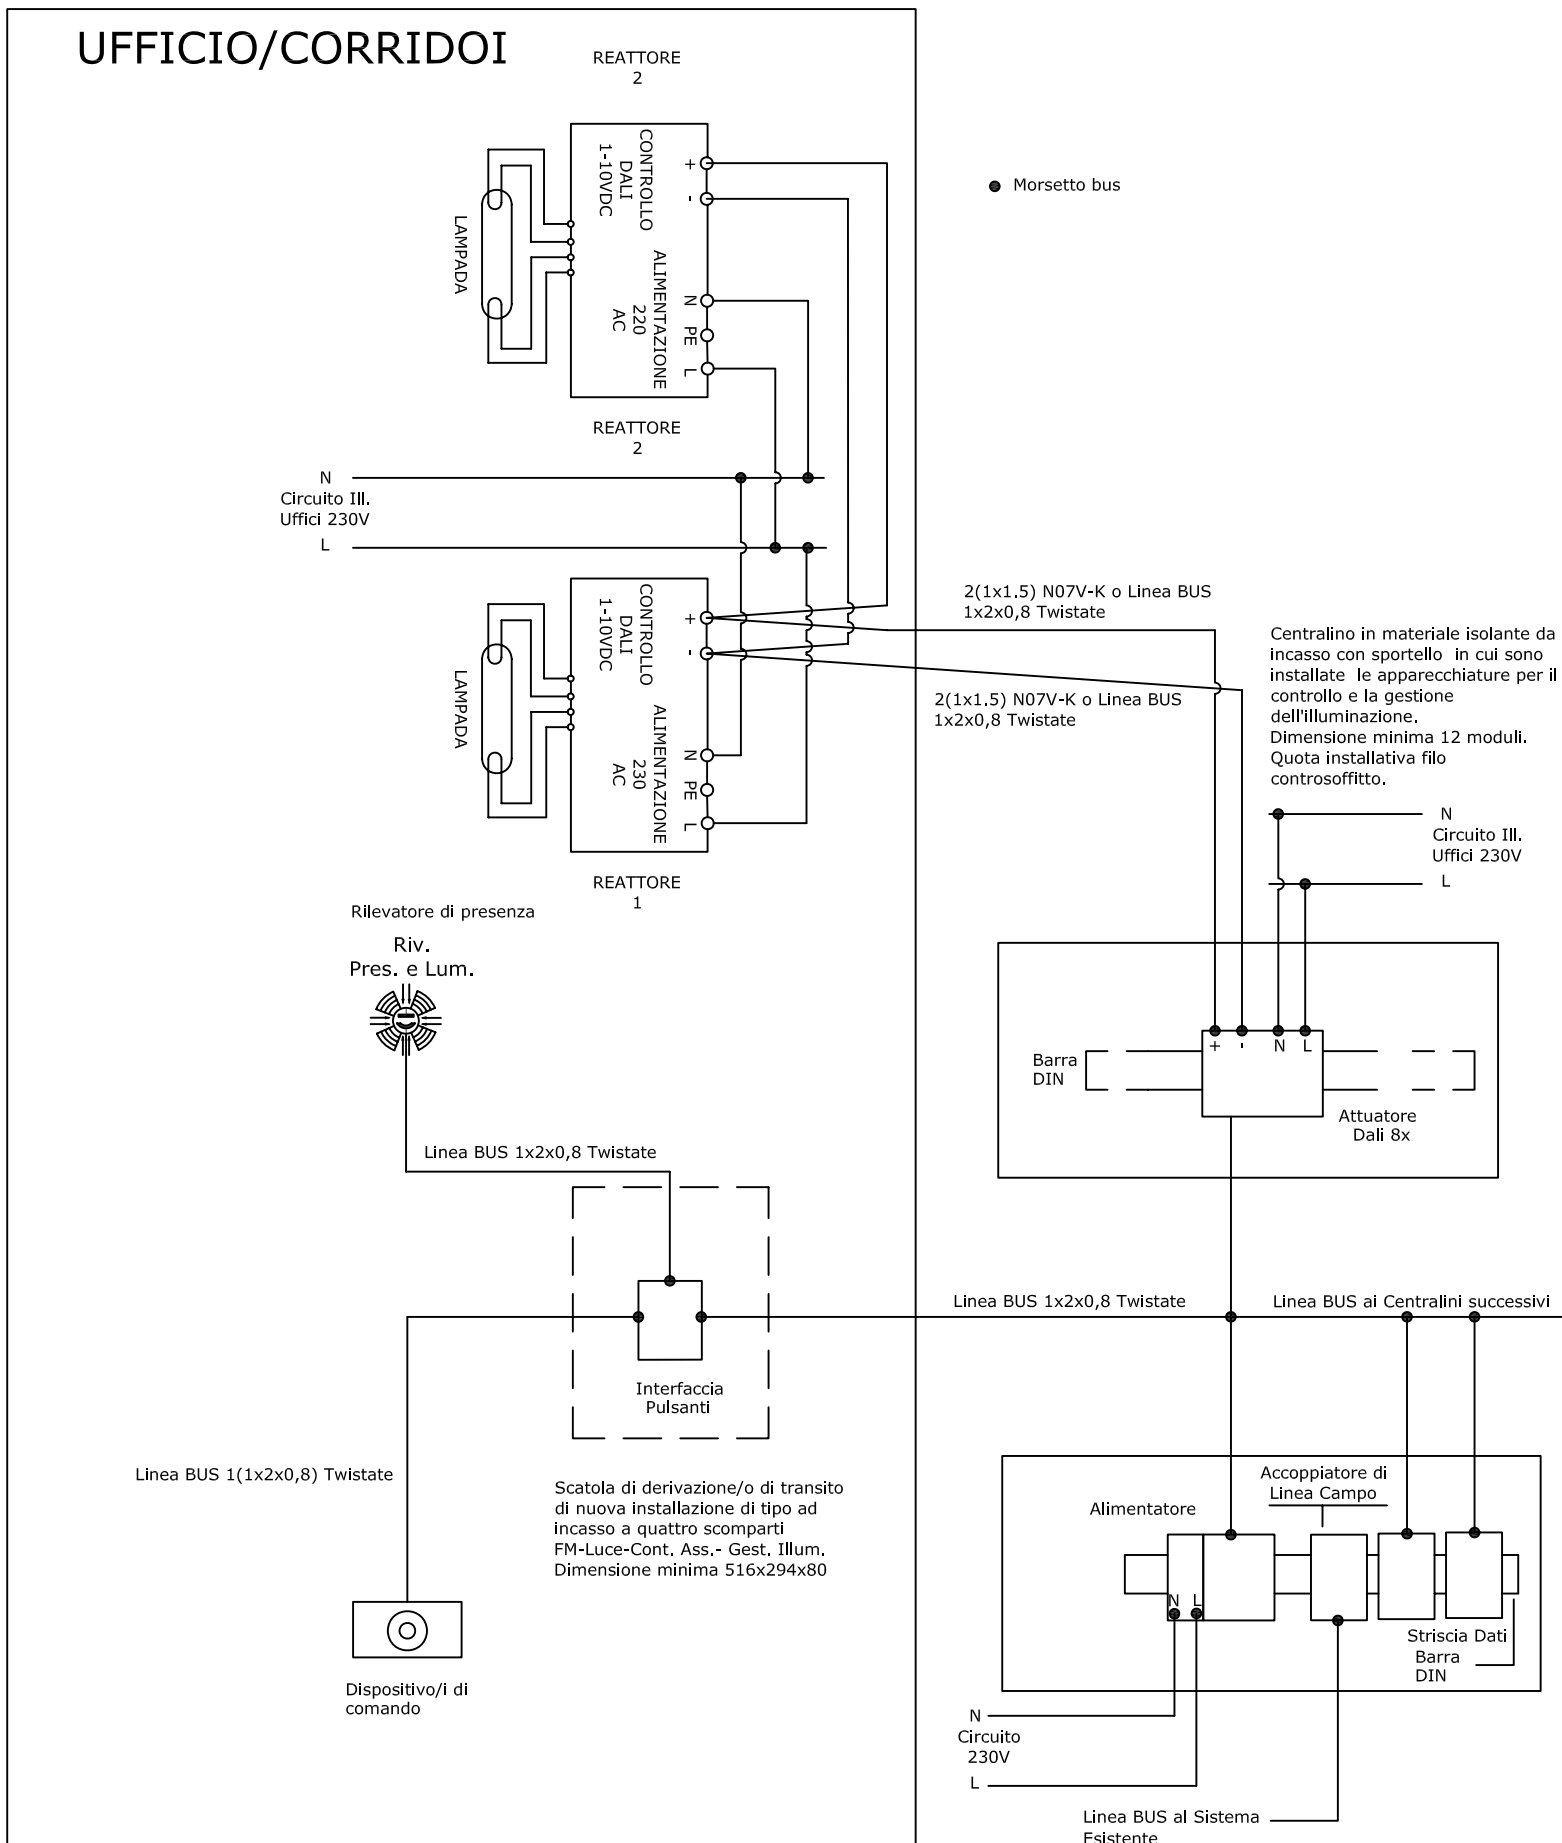 UFFICIO/CORRIDOI
REATTORE
2
CONTROLLO
DALI
1-10VDC
+
-
LAMPADA
ALIMENTAZIONE
220
AC
N
PE
L
REATTORE
2
Morsetto bus
N
Circuito Ill.
Uffici 230V
L
CONTROLLO
DALI
1-10VDC
+
-
LAMPADA
ALIMENTAZIONE
230
AC
N
PE
L
REATTORE
1
2(1x1.5) N07V-K o Linea BUS
1x2x0,8 Twistate
2(1x1.5) N07V-K o Linea BUS
1x2x0,8 Twistate
Centralino in materiale isolante da
incasso con sportello in cui sono
installate le apparecchiature per il
controllo e la gestione
dell'illuminazione.
Dimensione minima 12 moduli.
Quota installativa filo
controsoffitto.
N
Circuito Ill.
Uffici 230V
L
Rilevatore di presenza
Riv.
Pres. e Lum.
+ - N L
Barra
DIN
Attuatore
Dali 8x
Linea BUS 1x2x0,8 Twistate
Linea BUS 1x2x0,8 Twistate
Linea BUS ai Centralini successivi
Interfaccia
Pulsanti
Linea BUS 1(1x2x0,8) Twistate
Scatola di derivazione/o di transito
di nuova installazione di tipo ad
incasso a quattro scomparti
FM-Luce-Cont. Ass.- Gest. Illum.
Dimensione minima 516x294x80
Dispositivo/i di
comando
Accoppiatore di
Linea Campo
Alimentatore
N L
Striscia Dati
Barra
DIN
N
Circuito
230V
L
Linea BUS al Sistema
Esistente